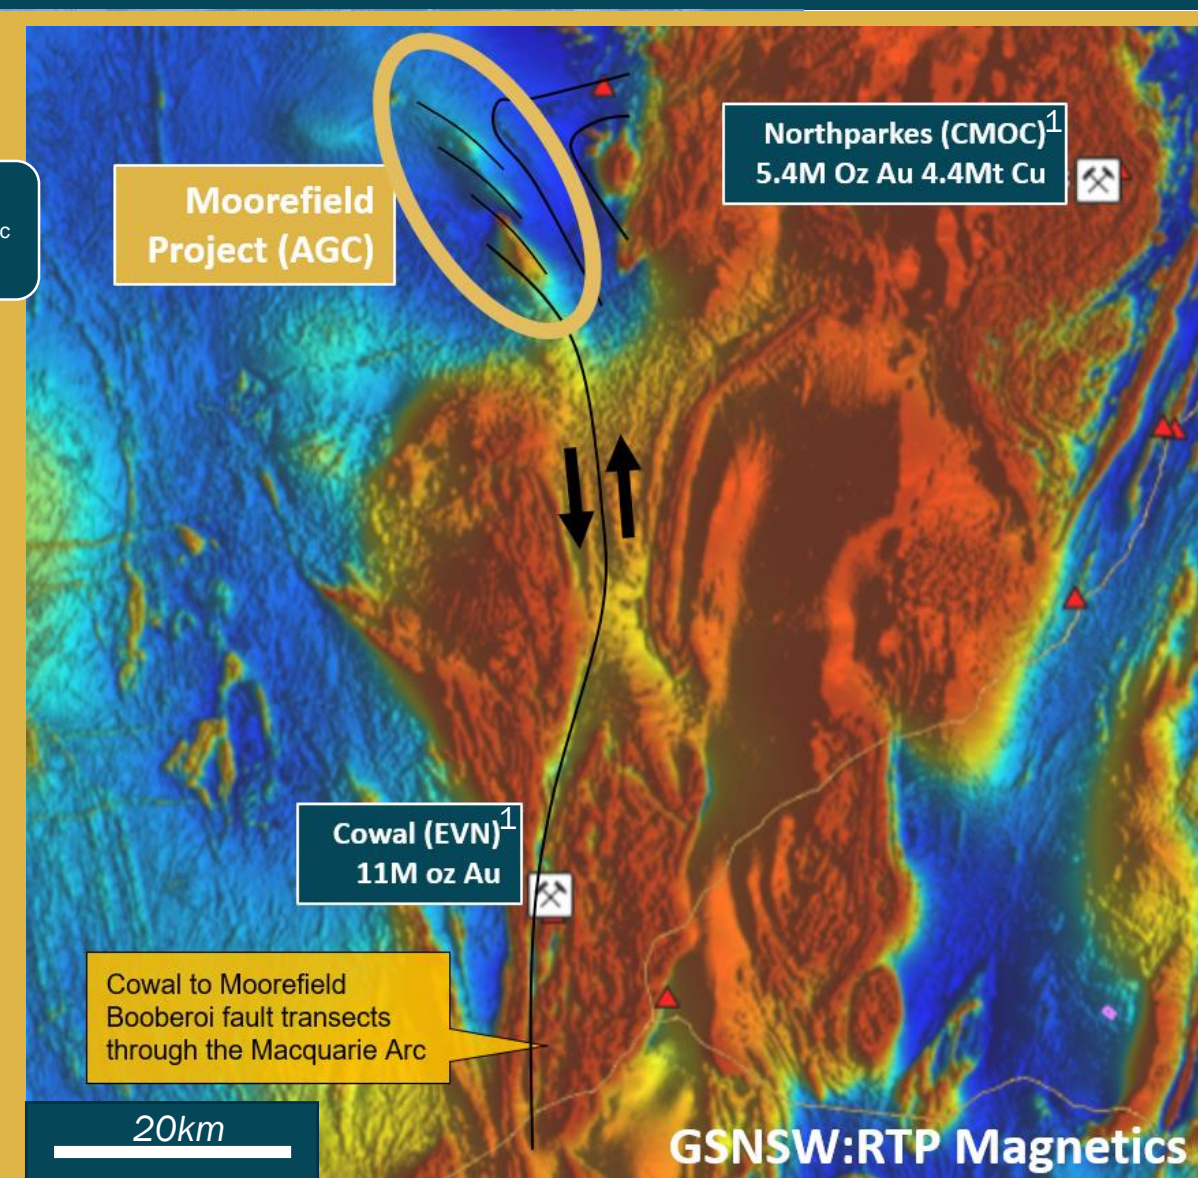 Northparkes (CMOC)1
5.4M Oz Au 4.4Mt Cu
Moorefield
Project (AGC)
c
Cowal (EVN)1
11M oz Au
Cowal to Moorefield
Booberoi fault transects
through the Macquarie Arc
20km
GSNSW:RTP Magnetics